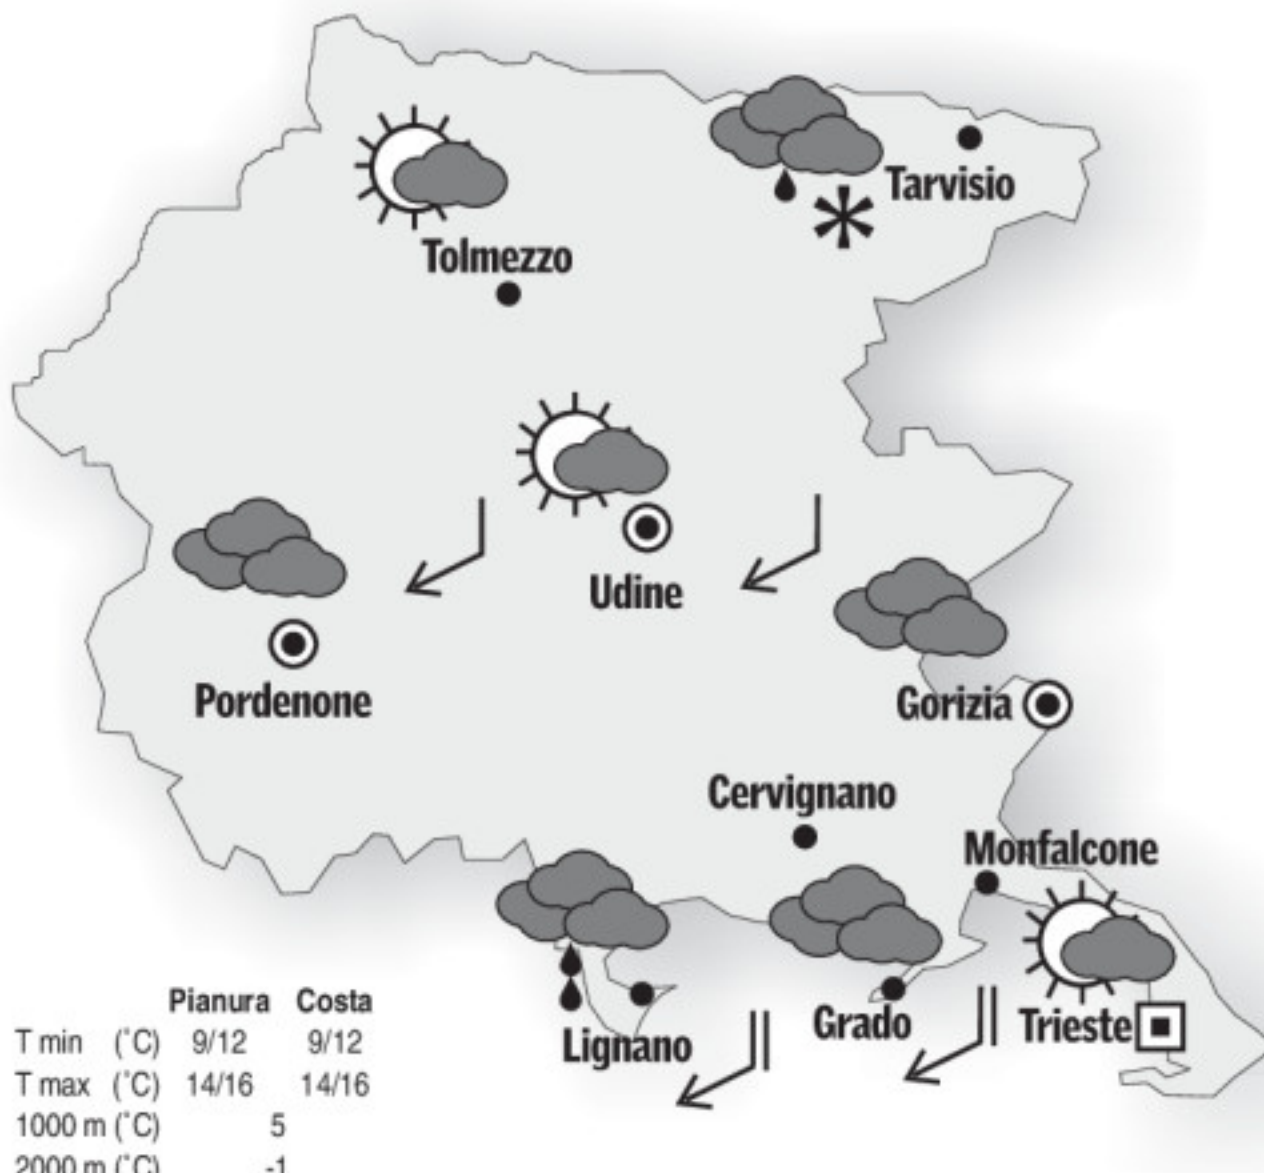 Tarvisio
Tolmezzo
Udine
Pordenone
Gorizia
Cervignano
Monfalcone
Lignano
Grado
Trieste
Pianura Costa
T min (°C) 9/12 9/12
T max (°C) 14/16 14/16
1000 m (°C) 5
2000 m (°C) -1